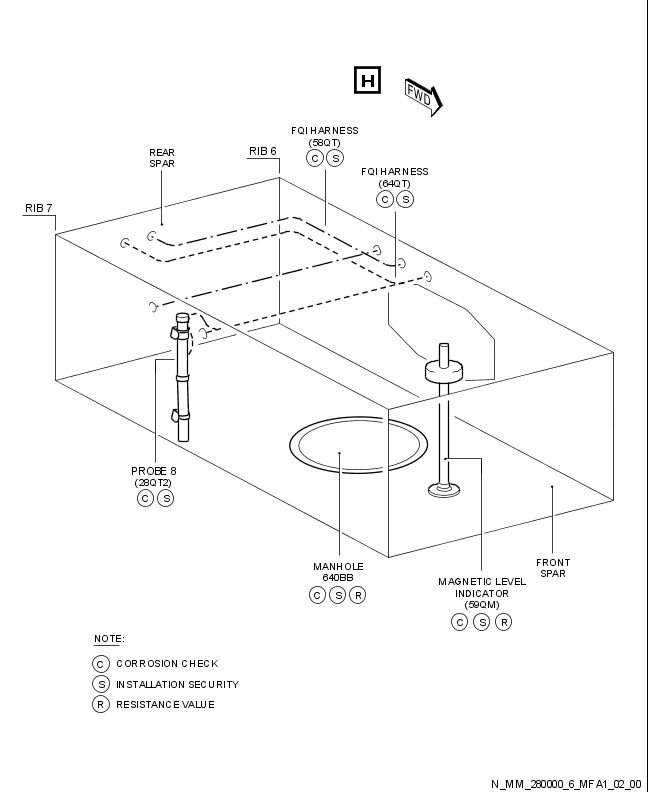 H
FWD
FQI HARNESS
(58QT)
C S
RIB 6
REAR
SPAR
FQI HARNESS
(64QT)
C S
RIB 7
PROBE 8
(28QT2)
C S
MANHOLE
640BB
C S R
MAGNETIC LEVEL
INDICATOR
(59QM)
C S R
FRONT
SPAR
NOTE:
C CORROSION CHECK
S INSTALLATION SECURITY
R RESISTANCE VALUE
N_MM_280000_6_MFA1_02_00